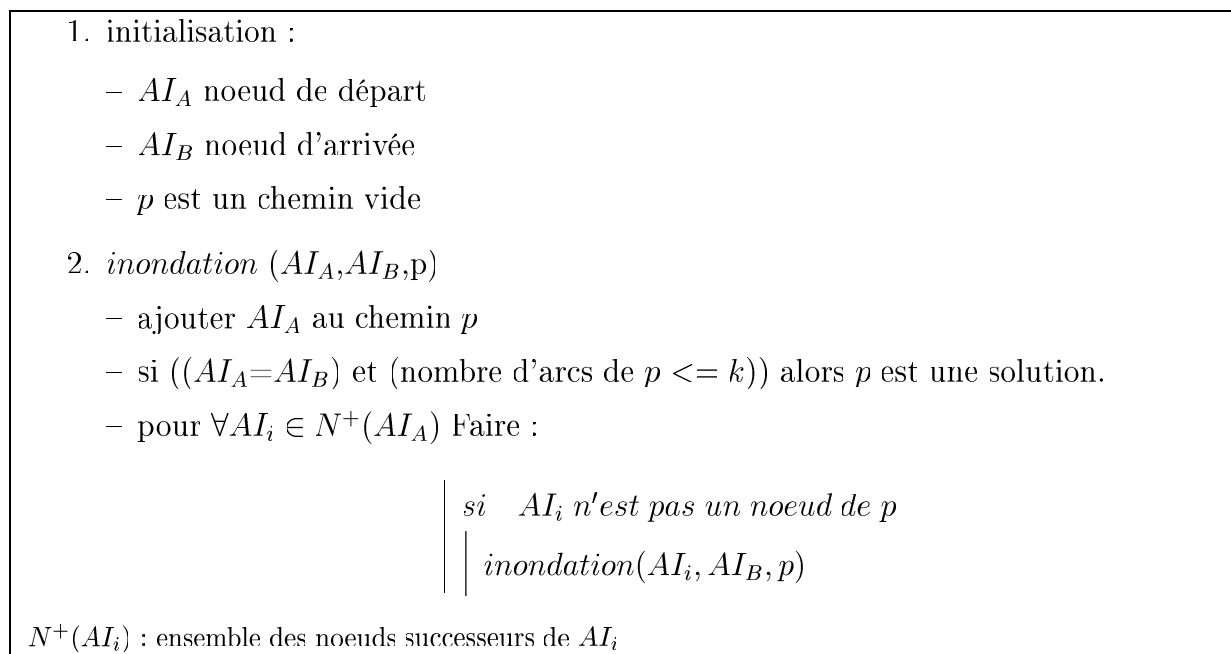 1. initialisation :
– AI_A noeud de départ
– AI_B noeud d'arrivée
– p est un chemin vide
2. inondation (AI_A,AI_B,p)
– ajouter AI_A au chemin p
– si ((AI_A=AI_B) et (nombre d'arcs de p <= k)) alors p est une solution.
– pour ∀AI_i ∈ N^+(AI_A) Faire :
si AI_i n'est pas un noeud de p
inondation(AI_i, AI_B, p)
N^+(AI_i) : ensemble des noeuds successeurs de AI_i